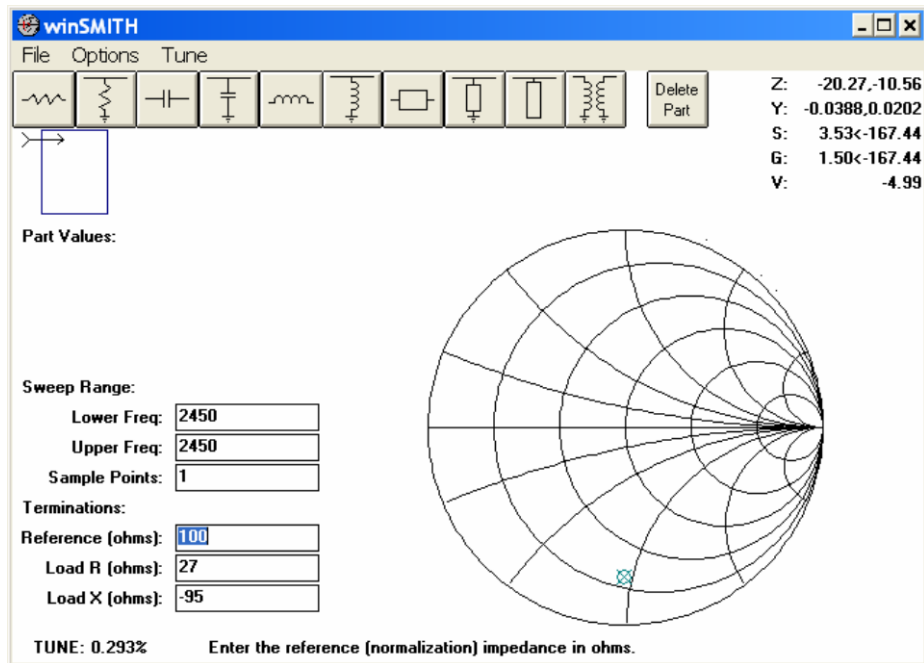 winSMITH
File Options Tune
Delete Part
Z: -20.27,-10.56
Y: -0.0388,0.0202
S: 3.53<-167.44
G: 1.50<-167.44
V: -4.99
Part Values:
Sweep Range:
Lower Freq: 2450
Upper Freq: 2450
Sample Points: 1
Terminations:
Reference (ohms): 100
Load R (ohms): 27
Load X (ohms): -95
TUNE: 0.293% Enter the reference (normalization) impedance in ohms.